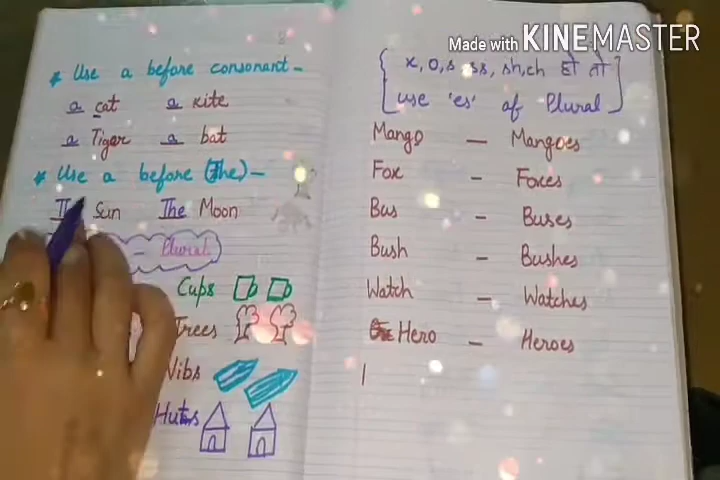 Made with KINEMASTER
* Use a before consonant -
a cat a kite
a Tiger a bat
* Use a before (The) -
The Sun The Moon
- Plural
Cups
Trees
Nibs
Huts
x, o, s, ss, sh, ch हो तो
use 'es' of Plural
Mango - Mangoes
Fox - Foxes
Bus - Buses
Bush - Bushes
Watch - Watches
Hero - Heroes